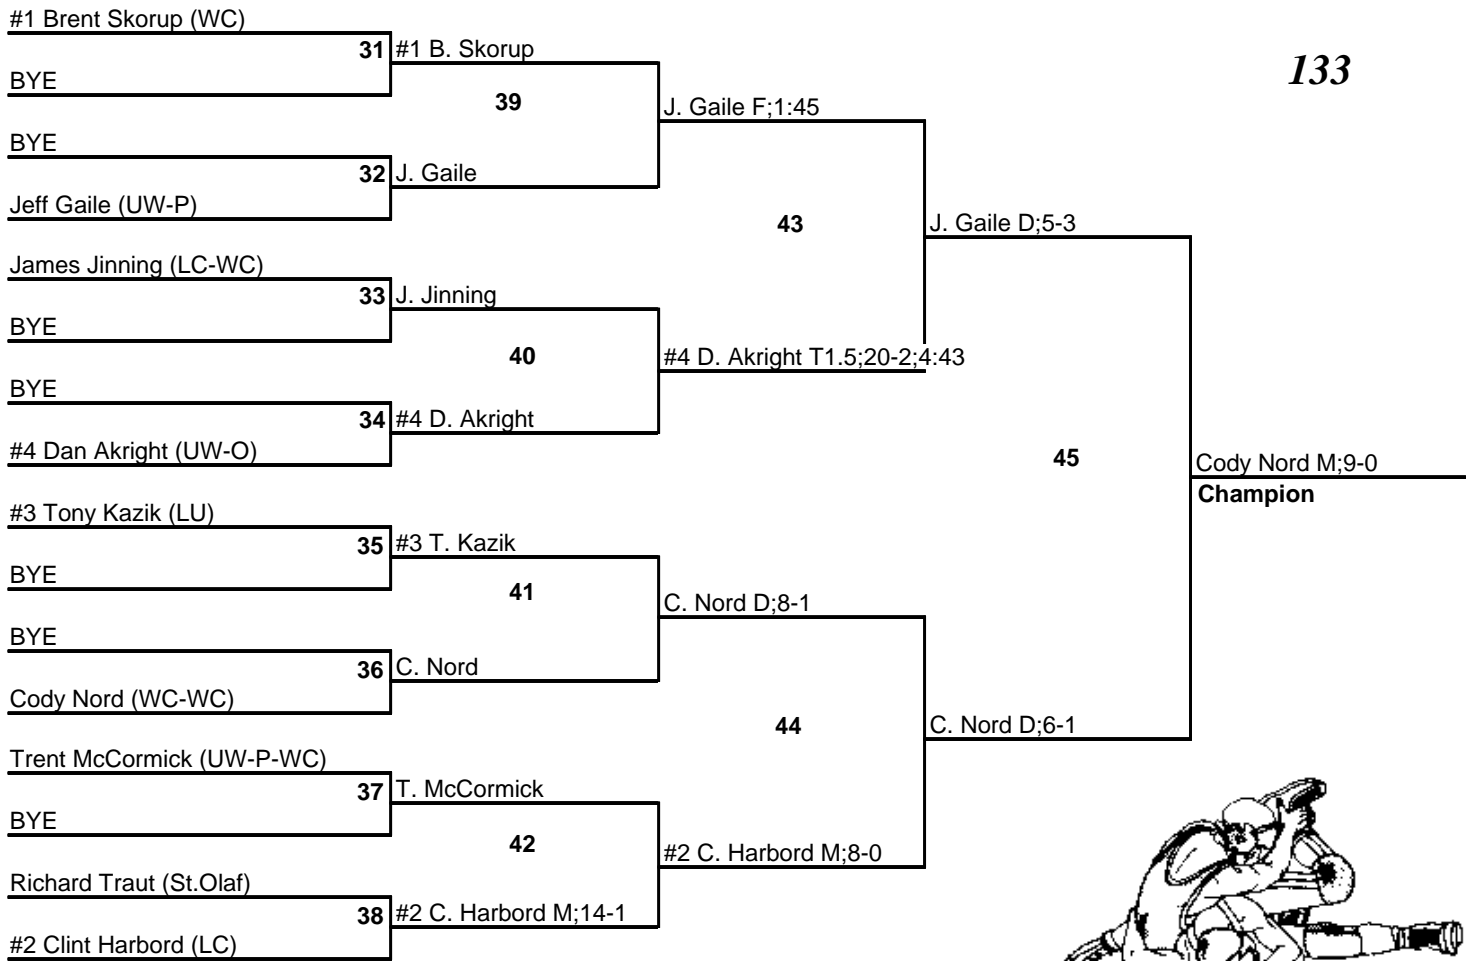 #1 Brent Skorup (WC)
31 #1 B. Skorup
133
BYE
39
J. Gaile F;1:45
BYE
32 J. Gaile
Jeff Gaile (UW-P)
43
J. Gaile D;5-3
James Jinning (LC-WC)
33 J. Jinning
BYE
40
#4 D. Akright T1.5;20-2;4:43
BYE
34 #4 D. Akright
#4 Dan Akright (UW-O)
45
Cody Nord M;9-0
Champion
#3 Tony Kazik (LU)
35 #3 T. Kazik
BYE
41
C. Nord D;8-1
BYE
36 C. Nord
Cody Nord (WC-WC)
44
C. Nord D;6-1
Trent McCormick (UW-P-WC)
37 T. McCormick
BYE
42
#2 C. Harbord M;8-0
Richard Traut (St.Olaf)
38 #2 C. Harbord M;14-1
#2 Clint Harbord (LC)